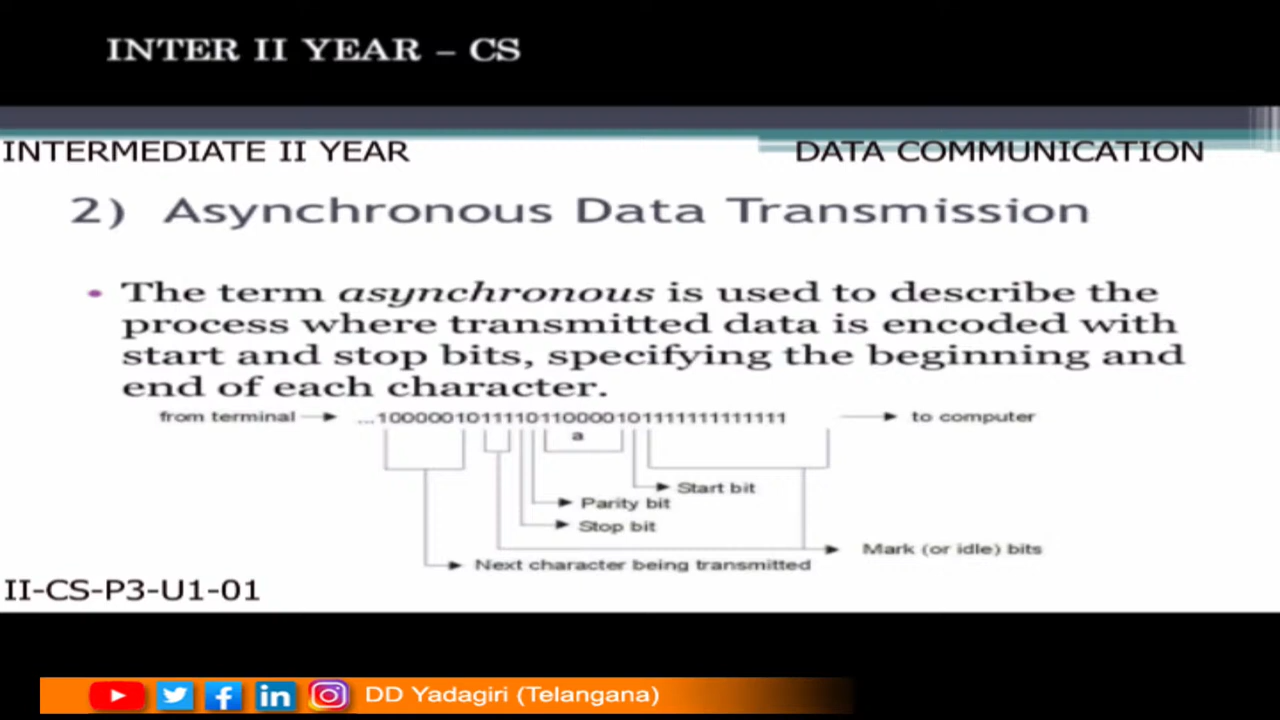 INTER II YEAR – CS
INTERMEDIATE II YEAR
DATA COMMUNICATION
2) Asynchronous Data Transmission
• The term asynchronous is used to describe the
process where transmitted data is encoded with
start and stop bits, specifying the beginning and
end of each character.
from terminal
...1000001011110110000101111111111111
to computer
a
Start bit
Parity bit
Stop bit
Mark (or idle) bits
Next character being transmitted
II-CS-P3-U1-01
DD Yadagiri (Telangana)